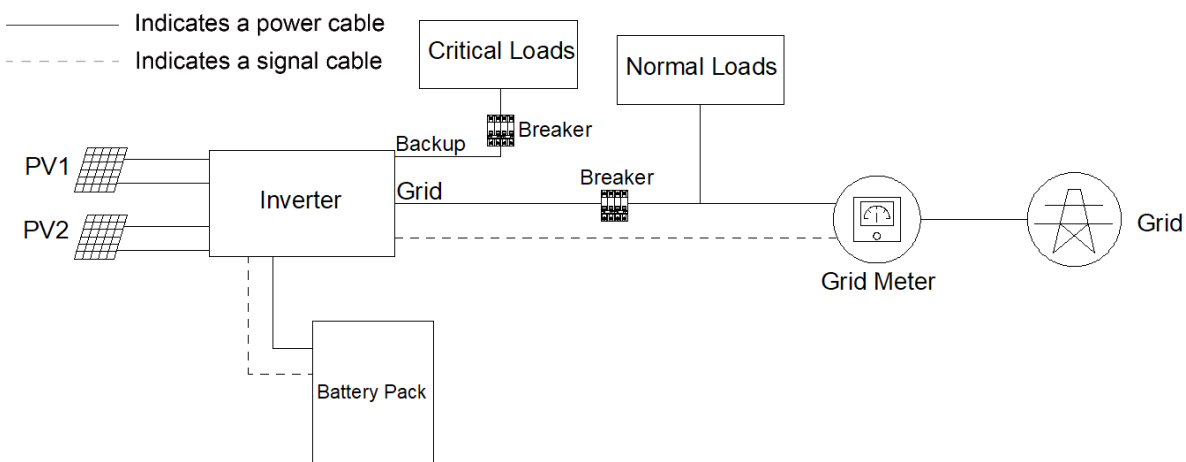 Indicates a power cable
Indicates a signal cable
Critical Loads
Normal Loads
Breaker
Backup
PV1
Breaker
Grid
Inverter
PV2
Grid
Grid Meter
Battery Pack